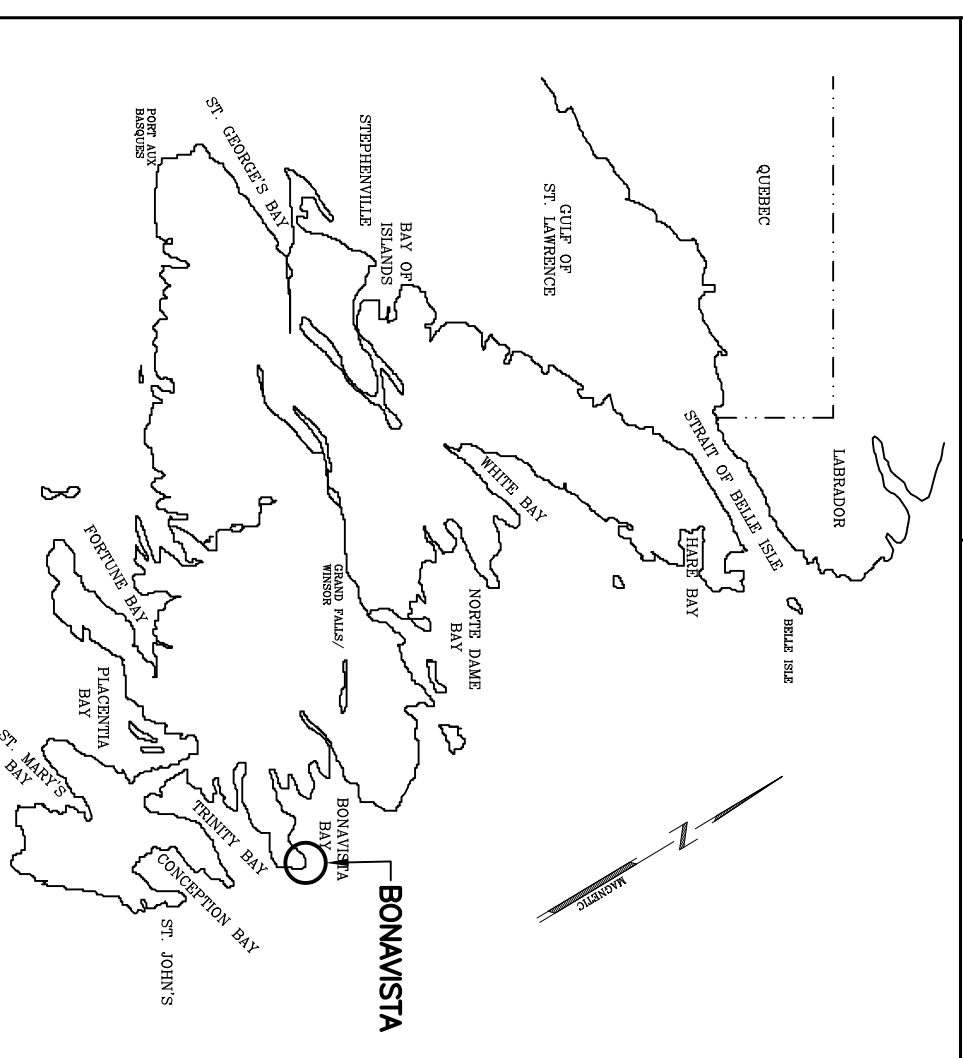 QUEBEC
LABRADOR
BELLE ISLE
STRAIT OF BELLE ISLE
GULF OF
ST. LAWRENCE
HARE BAY
WHITE BAY
NORTE DAME
BAY
BAY OF
ISLANDS
STEPHENVILLE
ST. GEORGE'S BAY
PORT AUX
BASQUES
GRAND FALLS/
WINSOR
BONAVISTA
BAY
BONAVISTA
FORTUNE BAY
PLACENTIA
BAY
ST. MARY'S
BAY
TRINITY BAY
CONCEPTION BAY
ST. JOHN'S
N
MAGNETIC